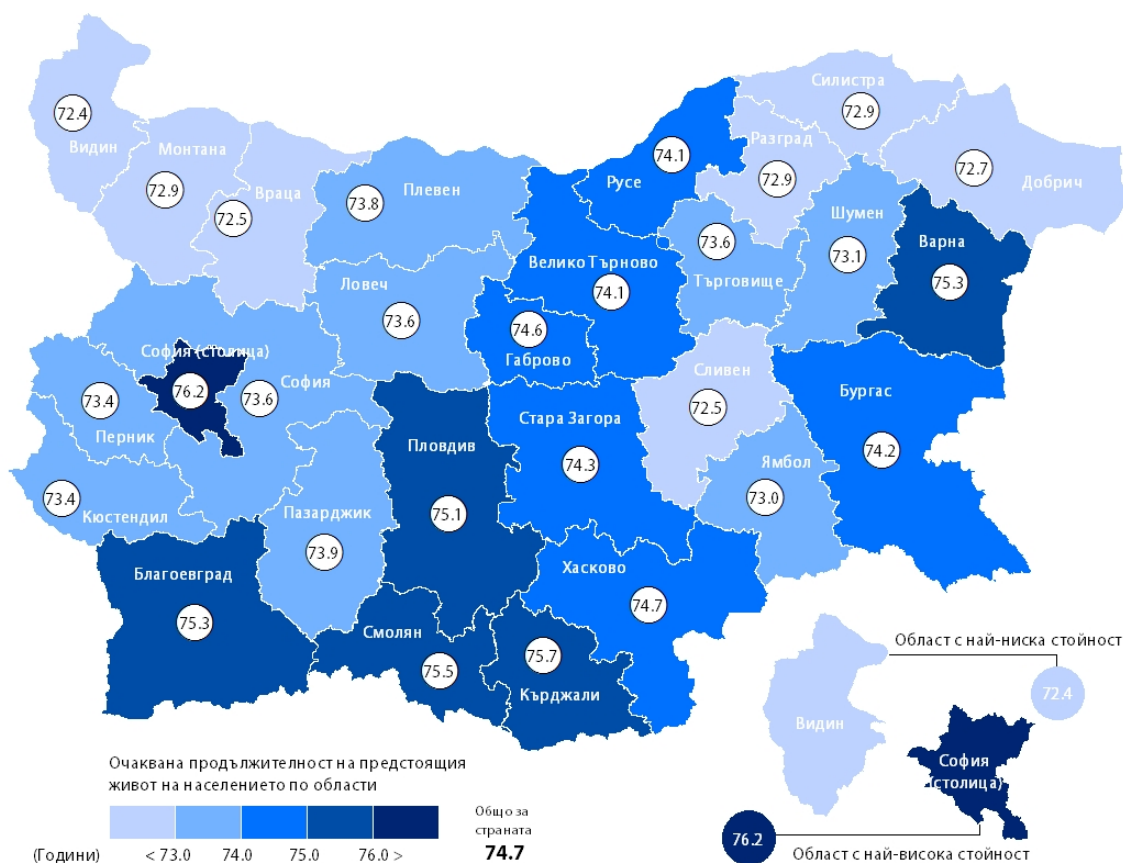 Силистра
72.9
72.4
Видин
Монтана
72.9
Враца
72.5
Плевен
73.8
74.1
Русе
Разград
72.9
72.7
Добрич
Шумен
73.1
Варна
75.3
73.6
Търговище
Велико Търново
74.1
Ловеч
73.6
74.6
Габрово
София (столица)
76.2
София
73.6
73.4
Перник
73.4
Кюстендил
Пловдив
75.1
Стара Загора
74.3
Сливен
72.5
Бургас
74.2
Ямбол
73.0
Пазарджик
73.9
Благоевград
75.3
Хасково
74.7
Смолян
75.5
75.7
Кърджали
Област с най-ниска стойност
72.4
Видин
София
(столица)
76.2
Област с най-висока стойност
Очаквана продължителност на предстоящия
живот на населението по области
(Години) < 73.0 74.0 75.0 76.0 >
Общо за
страната
74.7